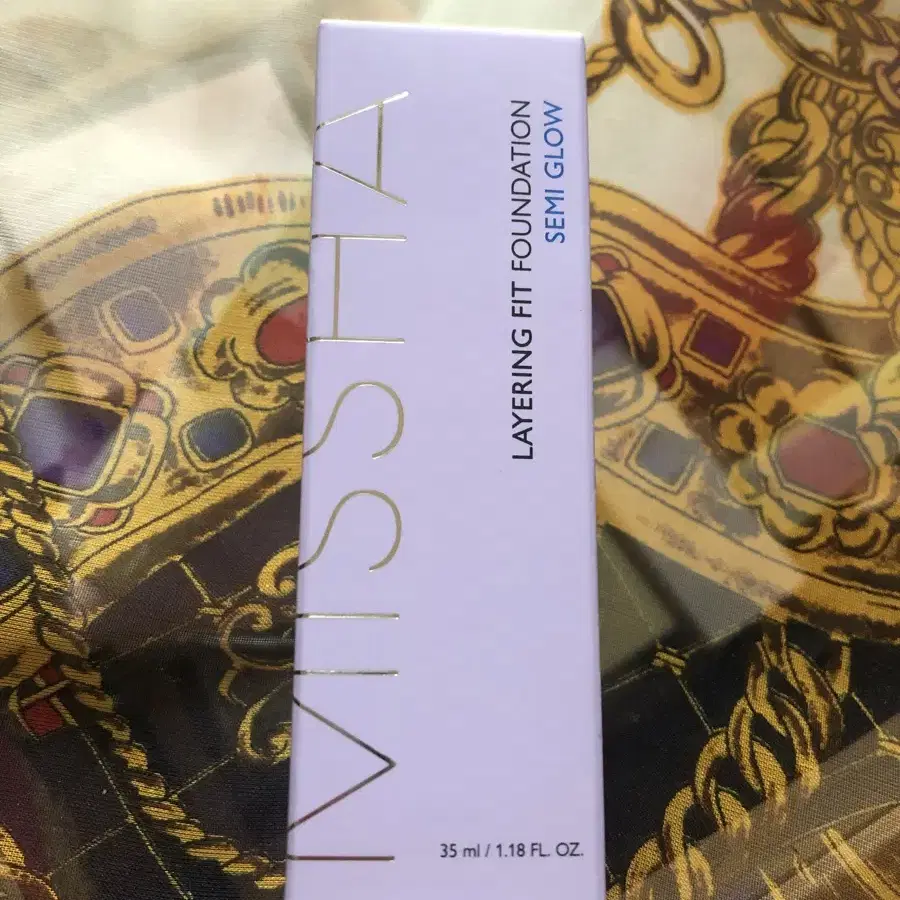 MISSHA
LAYERING FIT FOUNDATION
SEMI GLOW
35 ml / 1.18 FL. OZ.